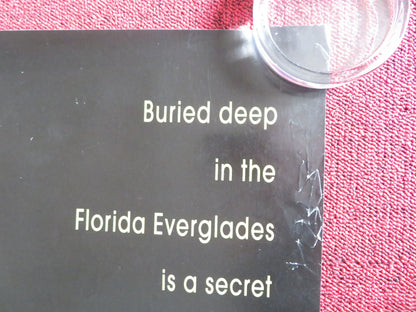 Buried deep
in the
Florida Everglades
is a secret